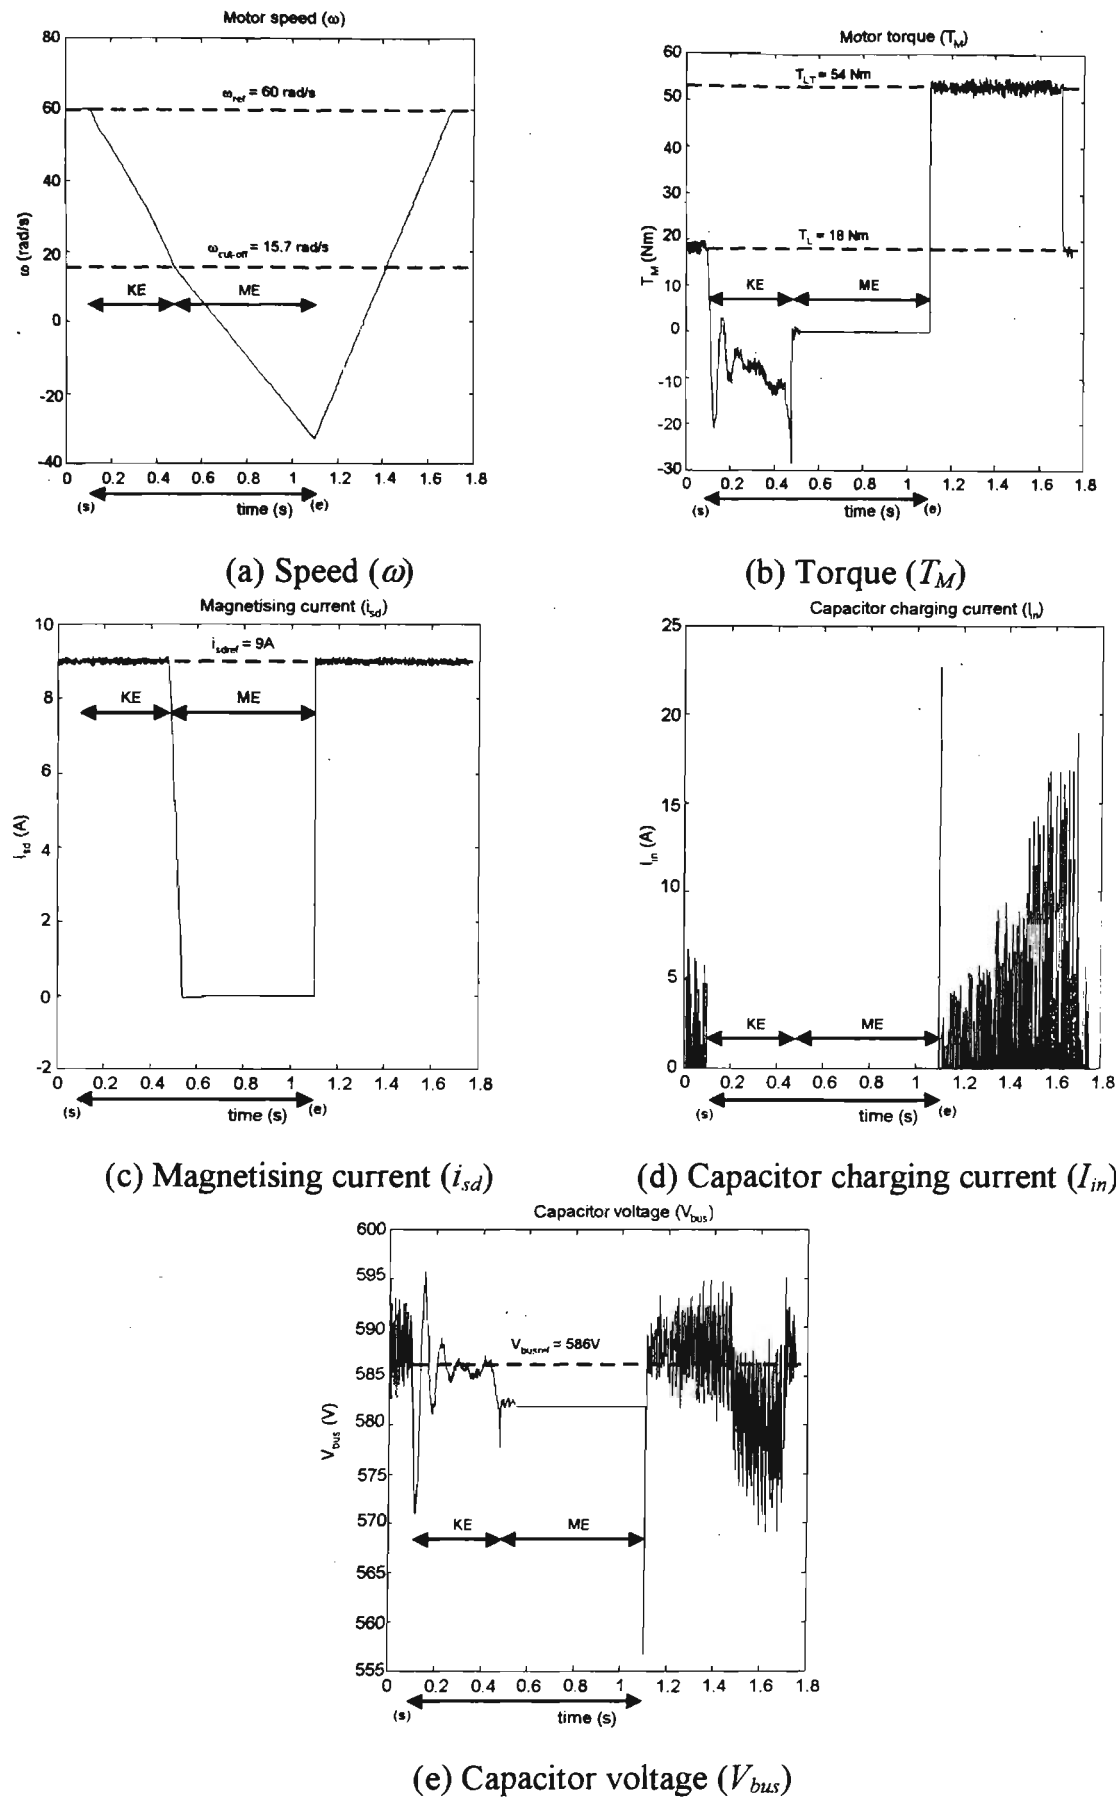 Motor speed (ω)
80
60
40
20
0
-20
-40
ω (rad/s)
ω_ref = 60 rad/s
ω_cut-off = 15.7 rad/s
KE ME
0 0.2 0.4 0.6 0.8 1 1.2 1.4 1.6 1.8
(s) time (s) (e)
(a) Speed (ω)
Motor torque (T_M)
60
50
40
30
20
10
0
-10
-20
-30
T_M (Nm)
T_LT = 54 Nm
T_L = 18 Nm
KE ME
0 0.2 0.4 0.6 0.8 1 1.2 1.4 1.6 1.8
(s) time (s) (e)
(b) Torque (T_M)
Magnetising current (i_sd)
10
8
6
4
2
0
-2
i_sd (A)
i_sdref = 9A
KE ME
0 0.2 0.4 0.6 0.8 1 1.2 1.4 1.6 1.8
(s) time (s) (e)
(c) Magnetising current (i_sd)
Capacitor charging current (I_in)
25
20
15
10
5
0
I_in (A)
KE ME
0 0.2 0.4 0.6 0.8 1 1.2 1.4 1.6 1.8
(s) time (s) (e)
(d) Capacitor charging current (I_in)
Capacitor voltage (V_bus)
600
595
590
585
580
575
570
565
560
555
V_bus (V)
V_busref = 586V
KE ME
0 0.2 0.4 0.6 0.8 1 1.2 1.4 1.6 1.8
(s) time (s) (e)
(e) Capacitor voltage (V_bus)